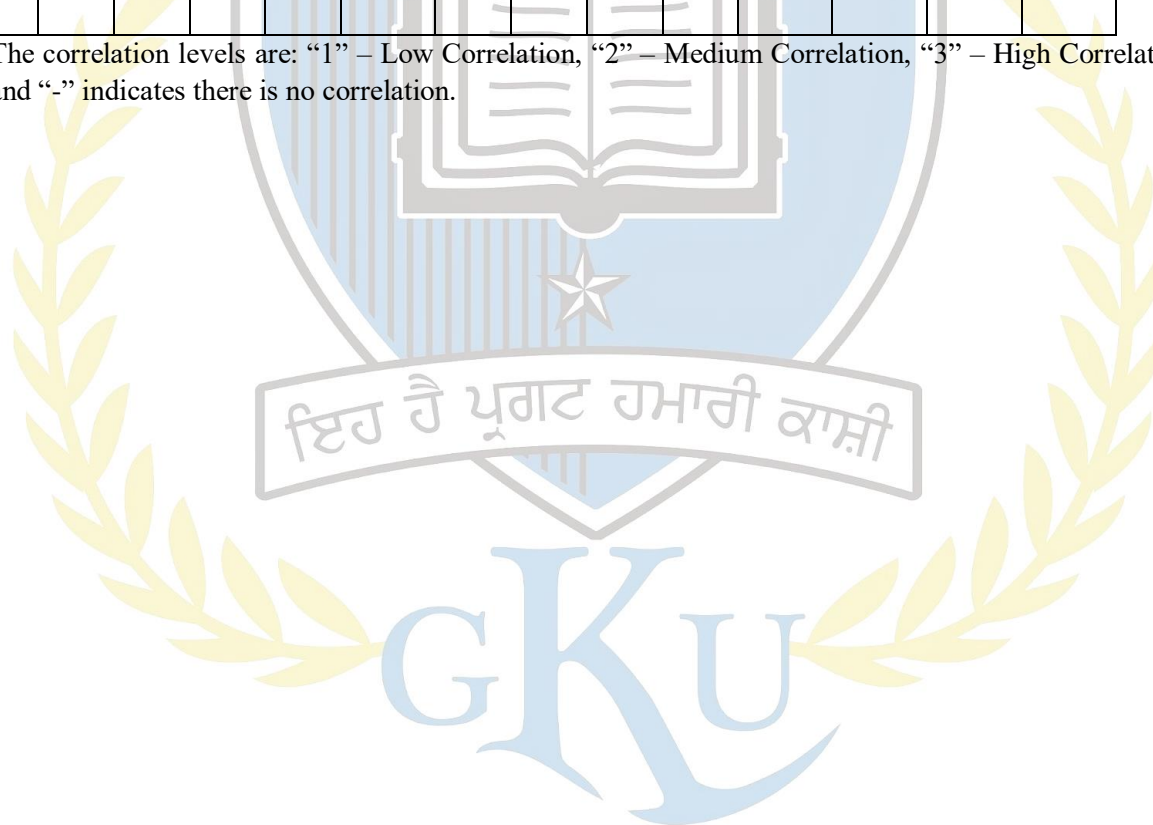 The correlation levels are: “1” – Low Correlation, “2” – Medium Correlation, “3” – High Correlat
and “-” indicates there is no correlation.
ਇਹ ਹੈ ਪ੍ਰਗਟ ਹਮਾਰੀ ਕਾਸ਼ੀ
GKU